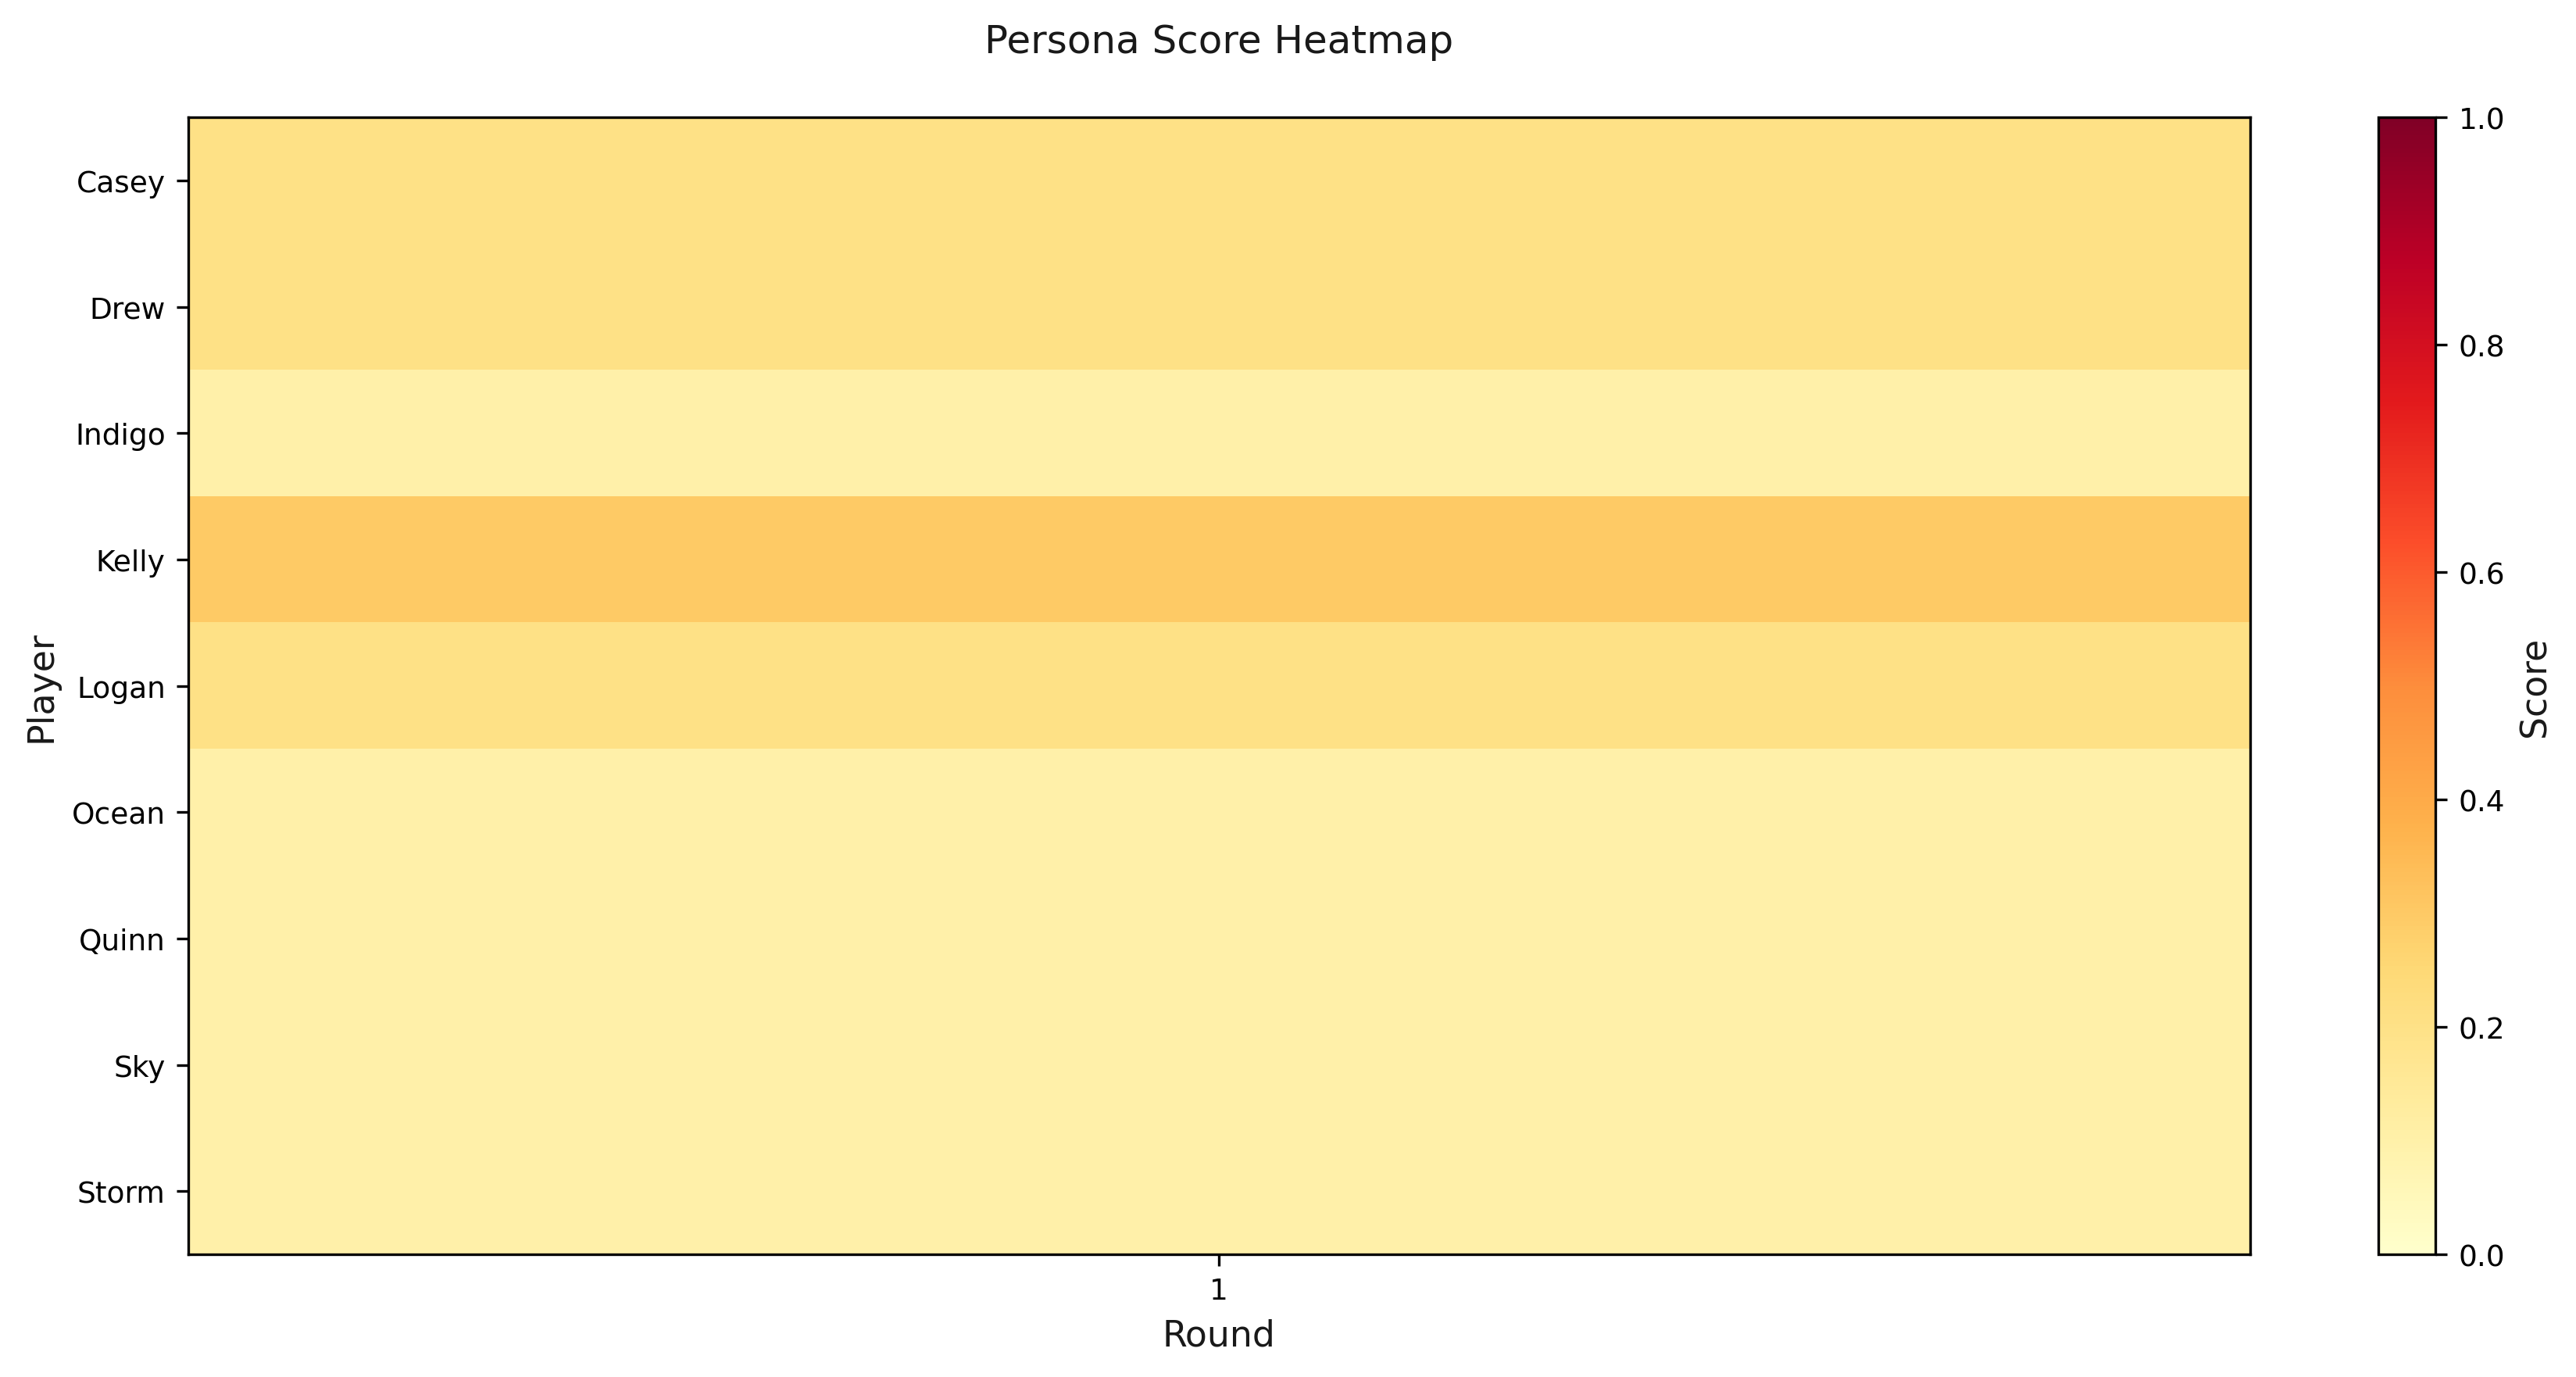 Persona Score Heatmap
Player
Casey
Drew
Indigo
Kelly
Logan
Ocean
Quinn
Sky
Storm
1
Round
1.0
0.8
0.6
0.4
0.2
0.0
Score